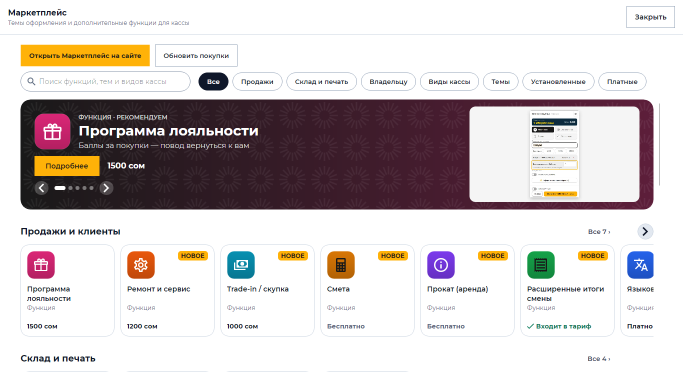 Маркетплейс
Темы оформления и дополнительные функции для кассы
Закрыть
Открыть Маркетплейс на сайте
Обновить покупки
Поиск функций, тем и видов кассы
Все
Продажи
Склад и печать
Владельцу
Виды кассы
Темы
Установленные
Платные
ФУНКЦИЯ · РЕКОМЕНДУЕМ
Программа лояльности
Баллы за покупки — повод вернуться к вам
Подробнее
1500 сом
Продажи и клиенты
Все 7 ›
Программа лояльности
Функция
1500 сом
НОВОЕ
Ремонт и сервис
Функция
1200 сом
НОВОЕ
Trade-in / скупка
Функция
1000 сом
НОВОЕ
Смета
Функция
Бесплатно
НОВОЕ
Прокат (аренда)
Функция
Бесплатно
НОВОЕ
Расширенные итоги смены
Функция
Входит в тариф
Языков
Функция
Платно
Склад и печать
Все 4 ›